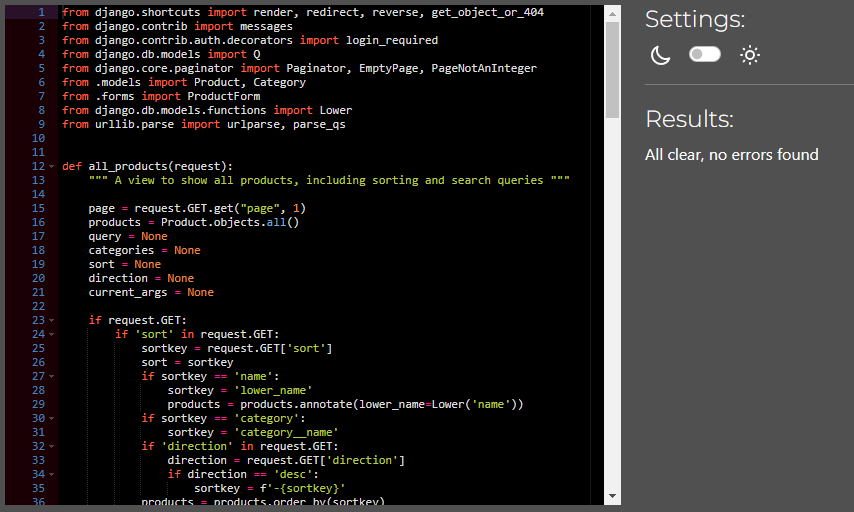 1 from django.shortcuts import render, redirect, reverse, get_object_or_404
2 from django.contrib import messages
3 from django.contrib.auth.decorators import login_required
4 from django.db.models import Q
5 from django.core.paginator import Paginator, EmptyPage, PageNotAnInteger
6 from .models import Product, Category
7 from .forms import ProductForm
8 from django.db.models.functions import Lower
9 from urllib.parse import urlparse, parse_qs
10
11
12 def all_products(request):
13     """ A view to show all products, including sorting and search queries """
14
15     page = request.GET.get("page", 1)
16     products = Product.objects.all()
17     query = None
18     categories = None
19     sort = None
20     direction = None
21     current_args = None
22
23     if request.GET:
24         if 'sort' in request.GET:
25             sortkey = request.GET['sort']
26             sort = sortkey
27             if sortkey == 'name':
28                 sortkey = 'lower_name'
29                 products = products.annotate(lower_name=Lower('name'))
30             if sortkey == 'category':
31                 sortkey = 'category__name'
32             if 'direction' in request.GET:
33                 direction = request.GET['direction']
34                 if direction == 'desc':
35                     sortkey = f'-{sortkey}'
36             products = products.order_by(sortkey)
Settings:
Results:
All clear, no errors found